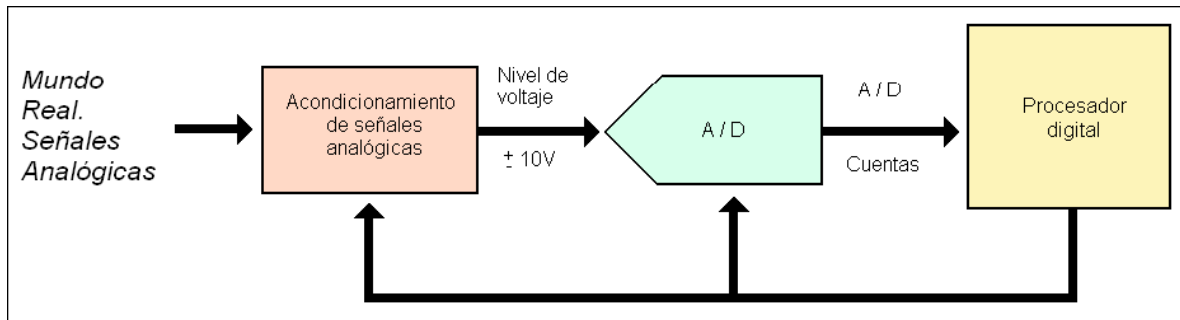 Mundo
Real.
Señales
Analógicas
Acondicionamiento
de señales
analógicas
Nivel de
voltaje
± 10V
A / D
A / D
Cuentas
Procesador
digital